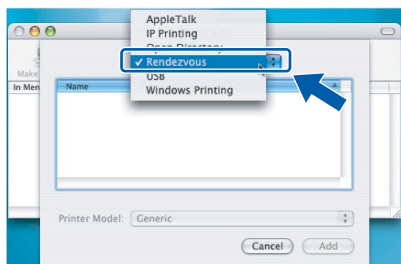 AppleTalk
IP Printing
Open Directory
✓ Rendezvous
USB
Windows Printing
Make
In Men
Name
Printer Model: Generic
Cancel Add